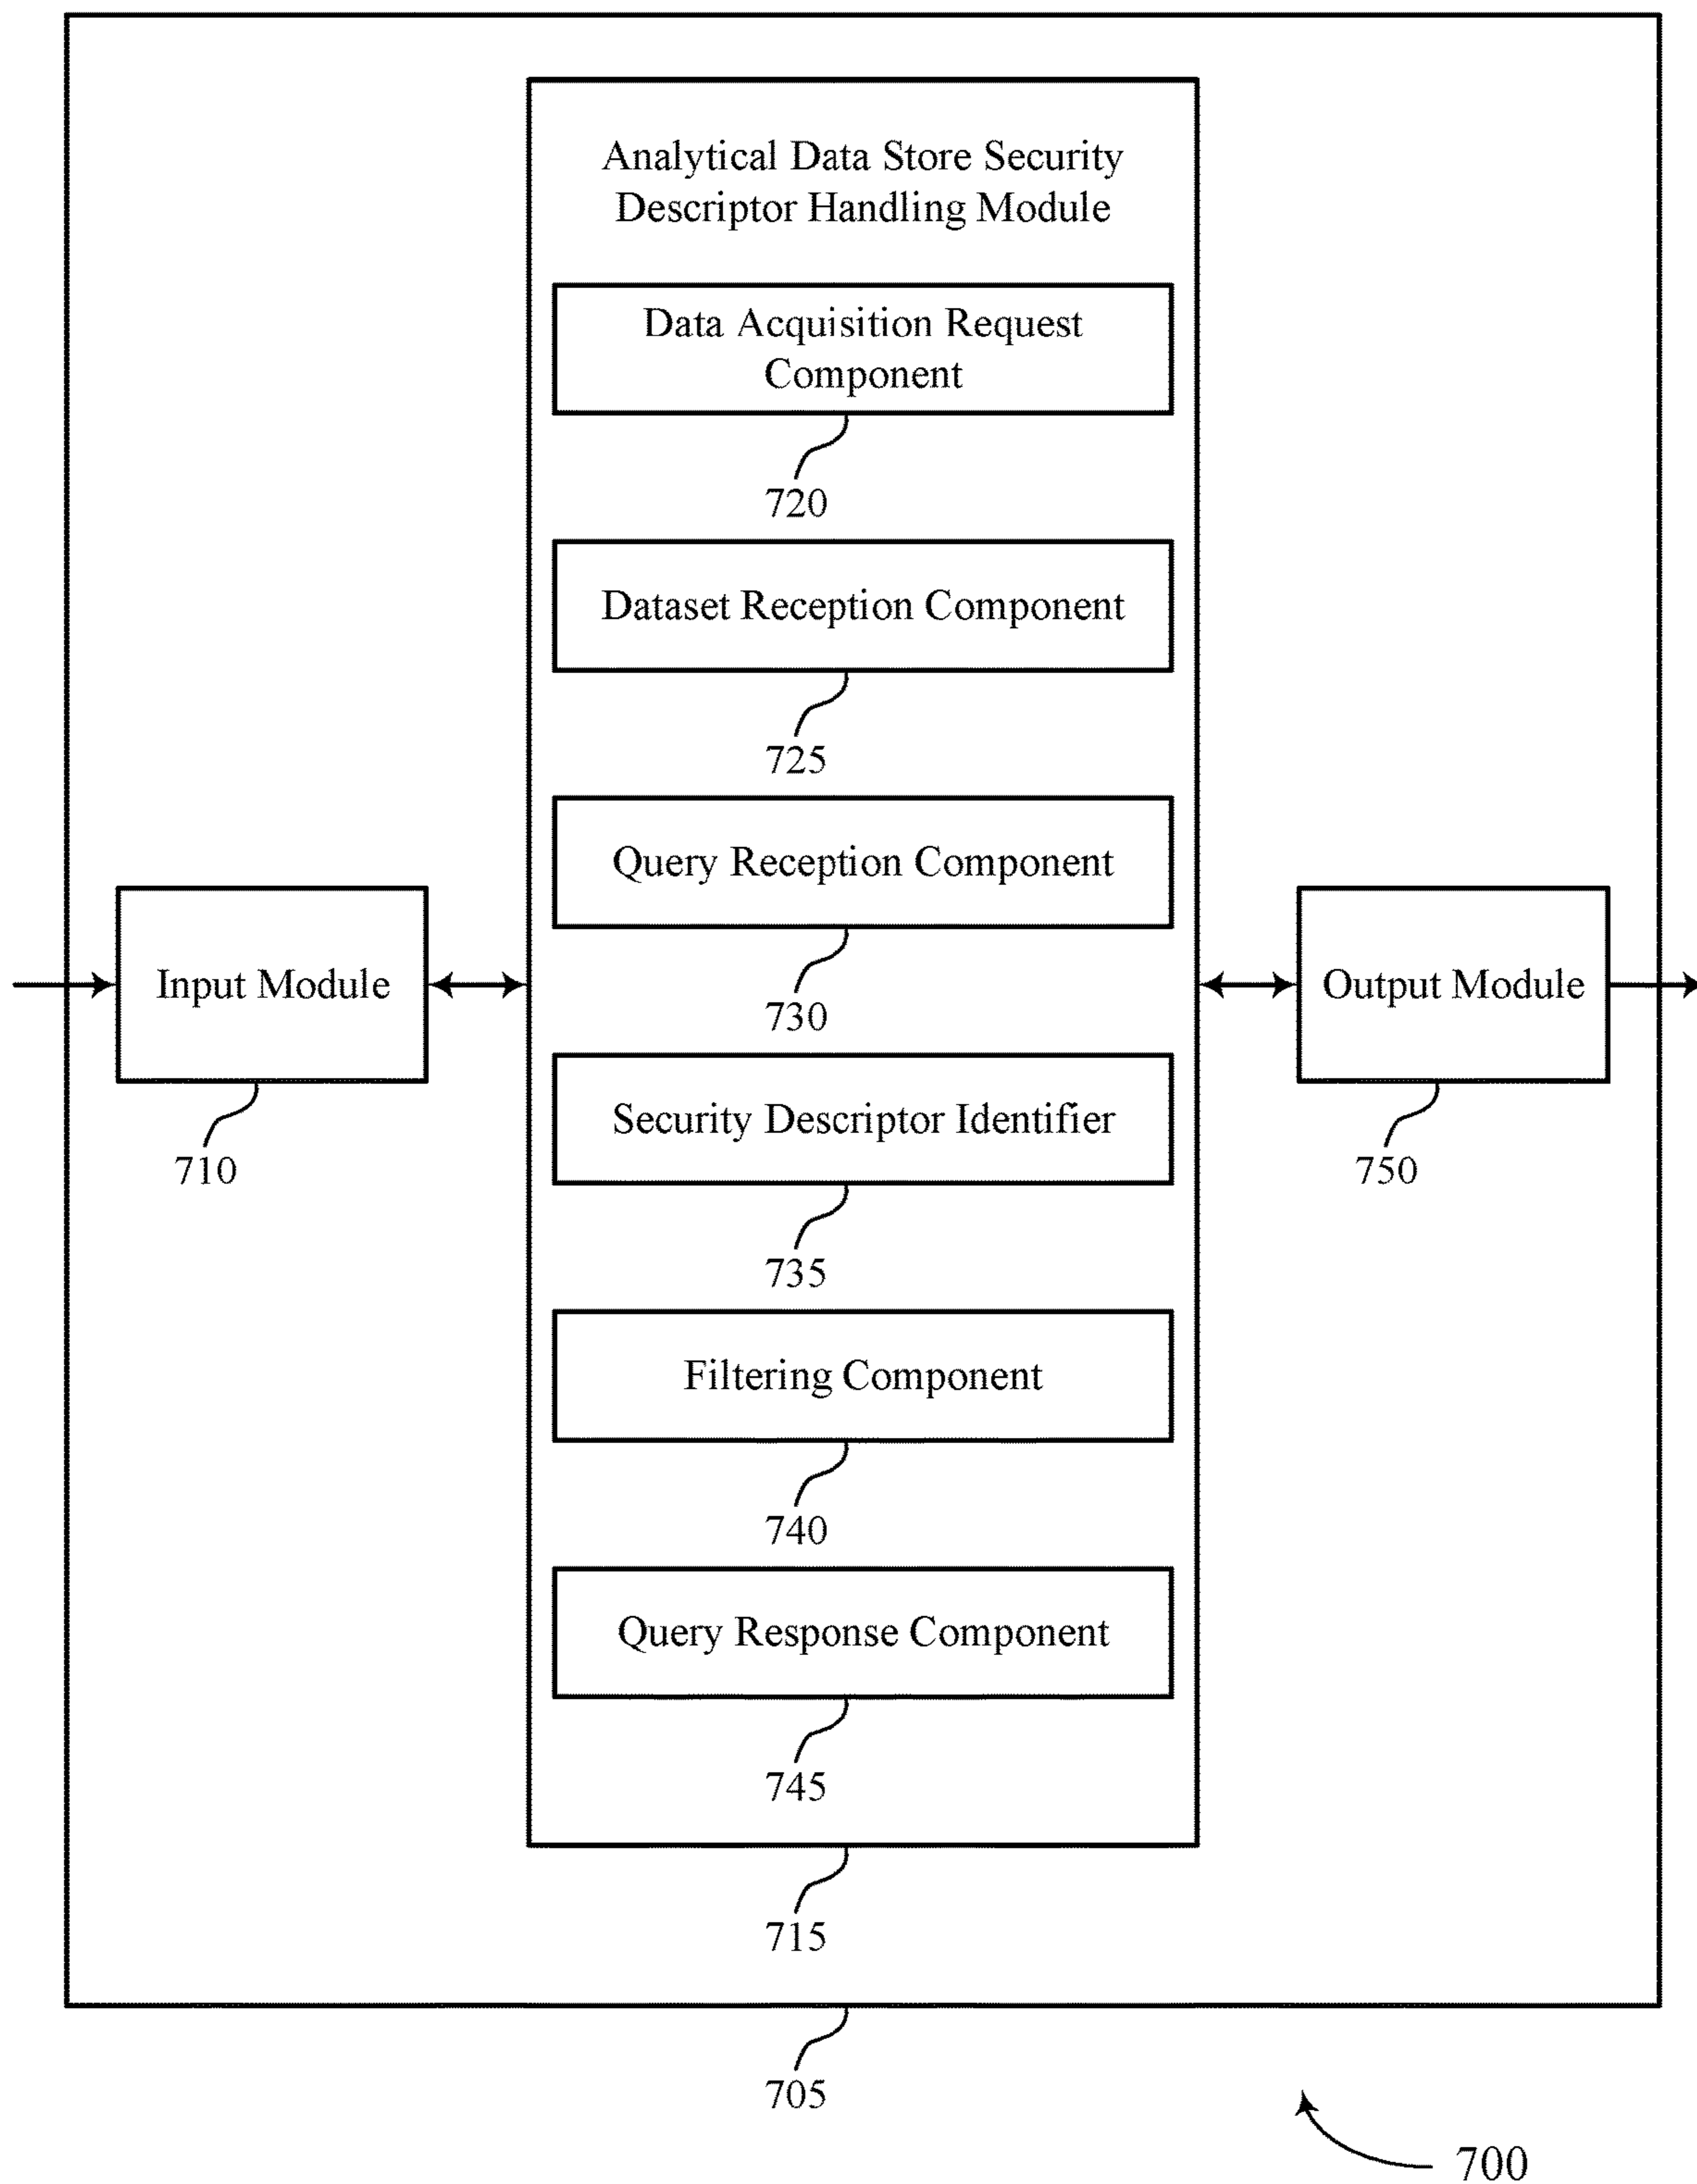 Analytical Data Store Security
Descriptor Handling Module
Data Acquisition Request
Component
720
Dataset Reception Component
725
Query Reception Component
730
Input Module
710
Output Module
750
Security Descriptor Identifier
735
Filtering Component
740
Query Response Component
745
715
705
700